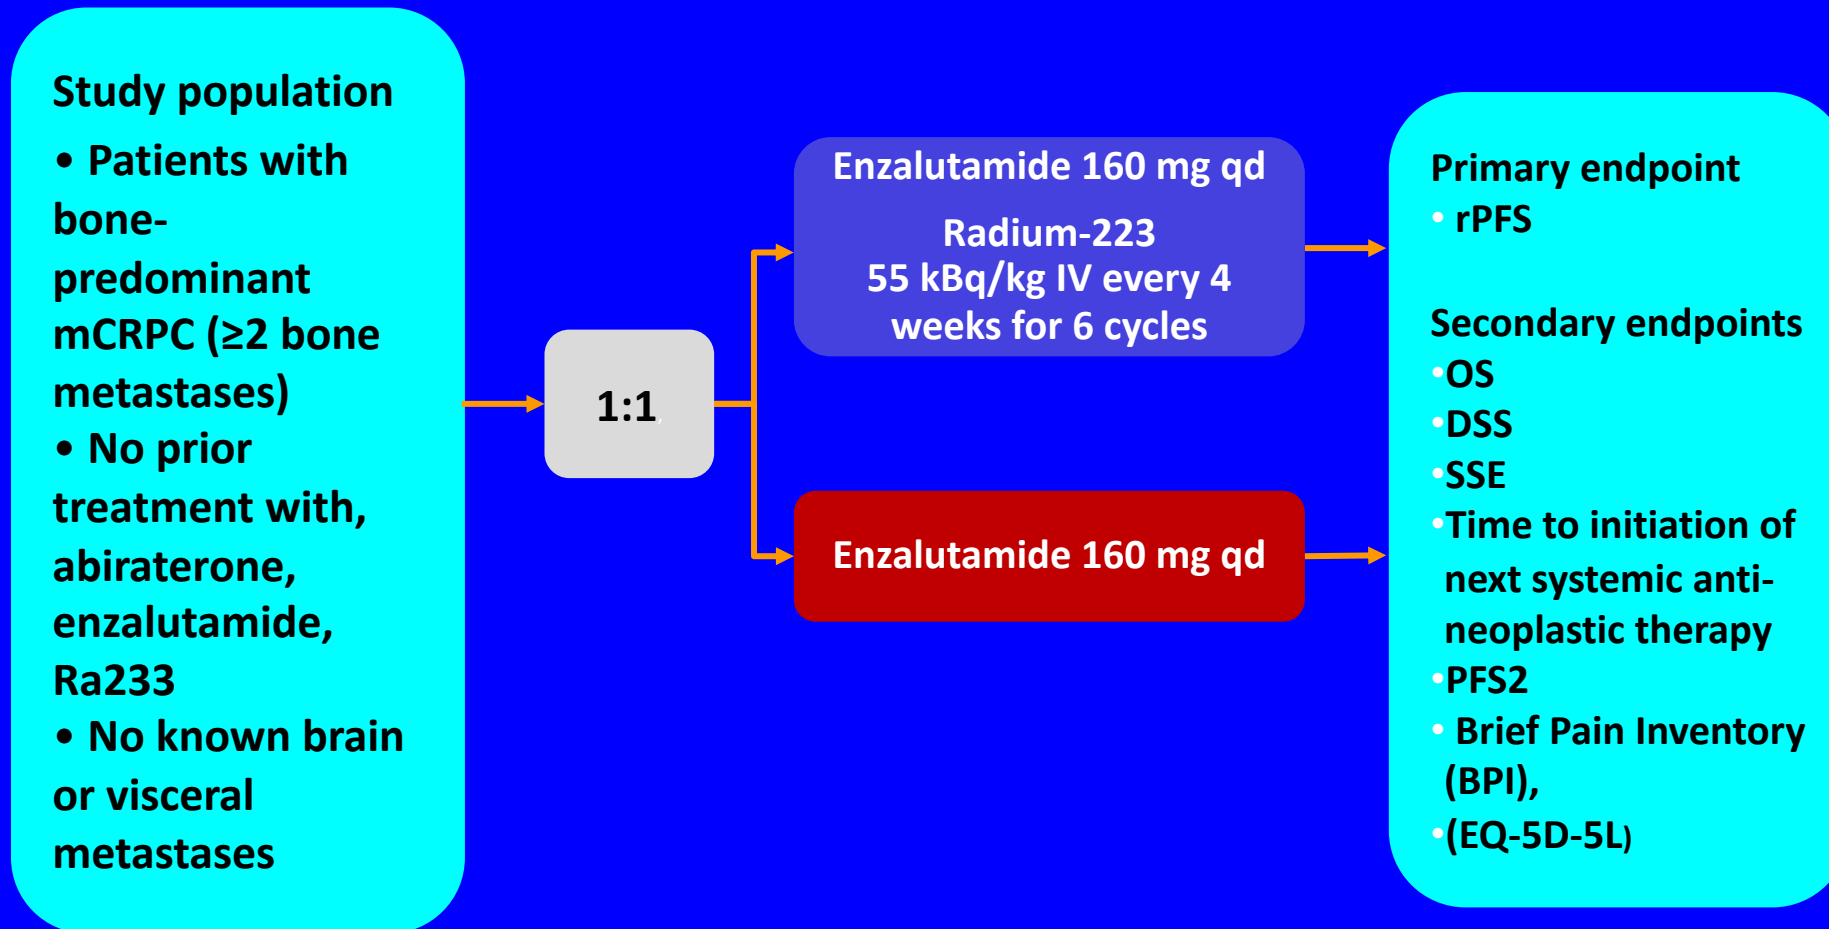 Study population
• Patients with
bone-
predominant
mCRPC (≥2 bone
metastases)
• No prior
treatment with,
abiraterone,
enzalutamide,
Ra233
• No known brain
or visceral
metastases
1:1,
Enzalutamide 160 mg qd
Radium-223
55 kBq/kg IV every 4
weeks for 6 cycles
Enzalutamide 160 mg qd
Primary endpoint
• rPFS
Secondary endpoints
•OS
•DSS
•SSE
•Time to initiation of
next systemic anti-
neoplastic therapy
•PFS2
• Brief Pain Inventory
(BPI),
•(EQ-5D-5L)